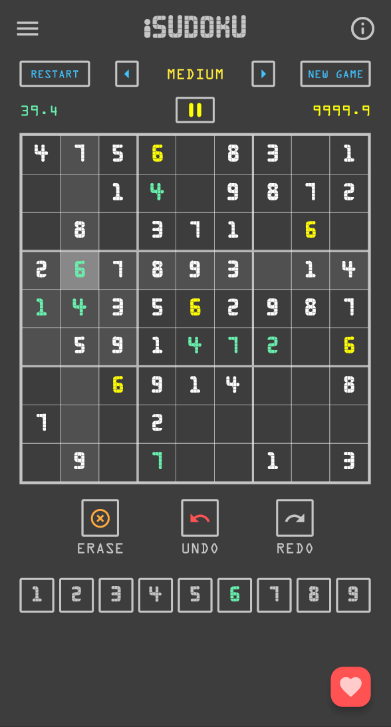 iSUDOKU
RESTART MEDIUM NEW GAME
39.4 9999.9
4 7 5 6 8 3 1
1 4 9 8 7 2
8 3 7 1 6
2 6 7 8 9 3 1 4
1 4 3 5 6 2 9 8 7
5 9 1 4 7 2 6
6 9 1 4 8
7 2
9 7 1 3
ERASE UNDO REDO
1 2 3 4 5 6 7 8 9